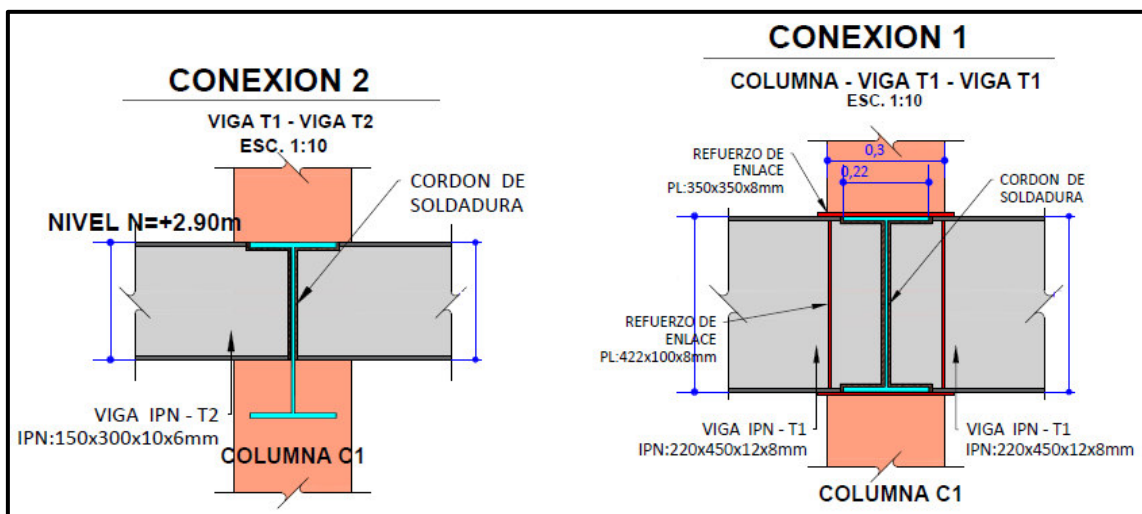 CONEXION 2
VIGA T1 - VIGA T2
ESC. 1:10
CORDON DE
SOLDADURA
NIVEL N=+2.90m
VIGA IPN - T2
IPN:150x300x10x6mm
COLUMNA C1
CONEXION 1
COLUMNA - VIGA T1 - VIGA T1
ESC. 1:10
REFUERZO DE
ENLACE
PL:350x350x8mm
0,3
0,22
CORDON DE
SOLDADURA
REFUERZO DE
ENLACE
PL:422x100x8mm
VIGA IPN - T1
IPN:220x450x12x8mm
VIGA IPN - T1
IPN:220x450x12x8mm
COLUMNA C1